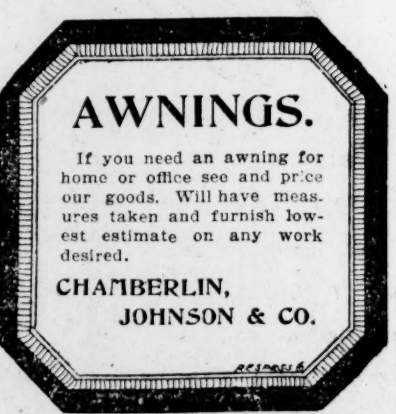 AWNINGS.
If you need an awning for
home or office see and price
our goods. Will have meas-
ures taken and furnish low-
est estimate on any work
desired.
CHAMBERLIN,
JOHNSON & CO.